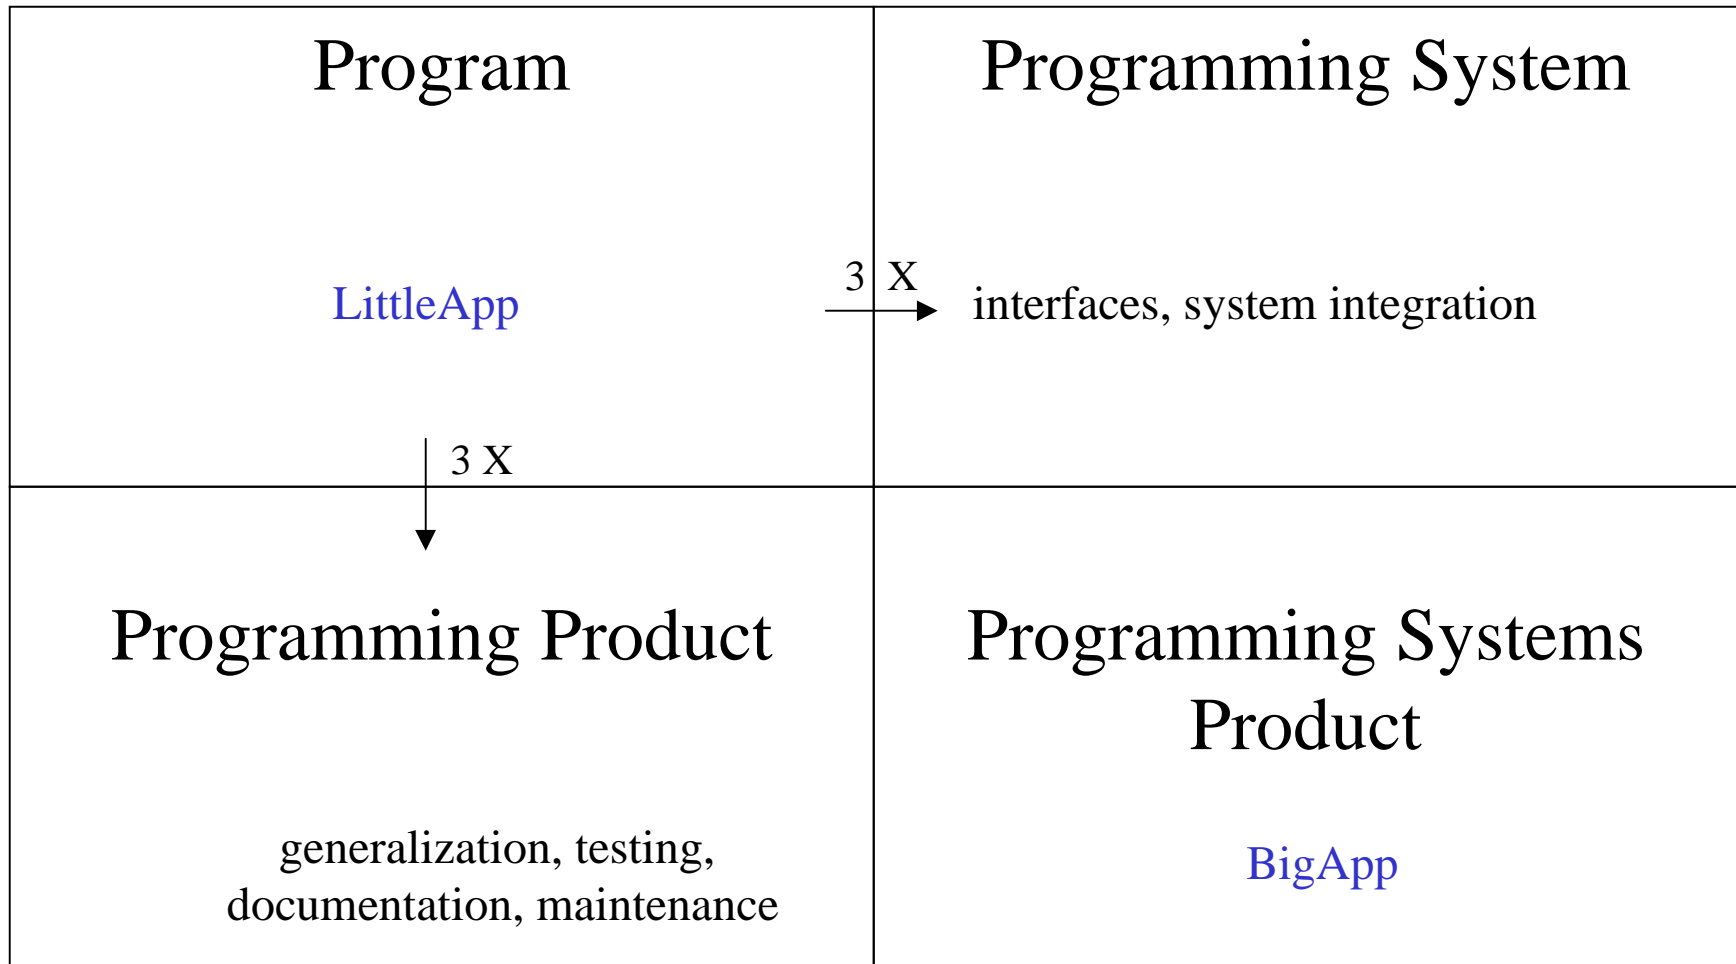 Program
Programming System
3 X
LittleApp
interfaces, system integration
3 X
Programming Product
Programming Systems
Product
generalization, testing,
documentation, maintenance
BigApp